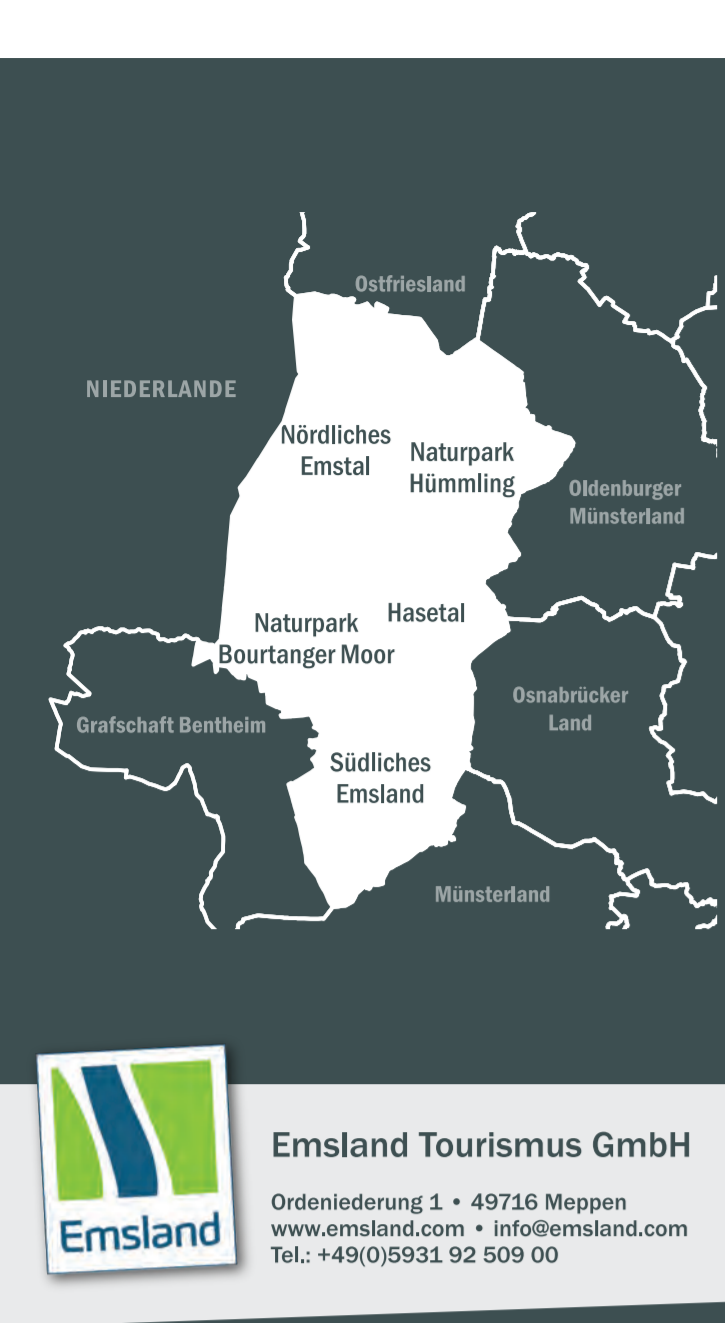 Ostfriesland
NIEDERLANDE
Nördliches
Emstal
Naturpark
Hümmling
Oldenburger
Münsterland
Hasetal
Naturpark
Bourtanger Moor
Osnabrücker
Land
Grafschaft Bentheim
Südliches
Emsland
Münsterland
Emsland
Emsland Tourismus GmbH
Ordeniederung 1 • 49716 Meppen
www.emsland.com • info@emsland.com
Tel.: +49(0)5931 92 509 00